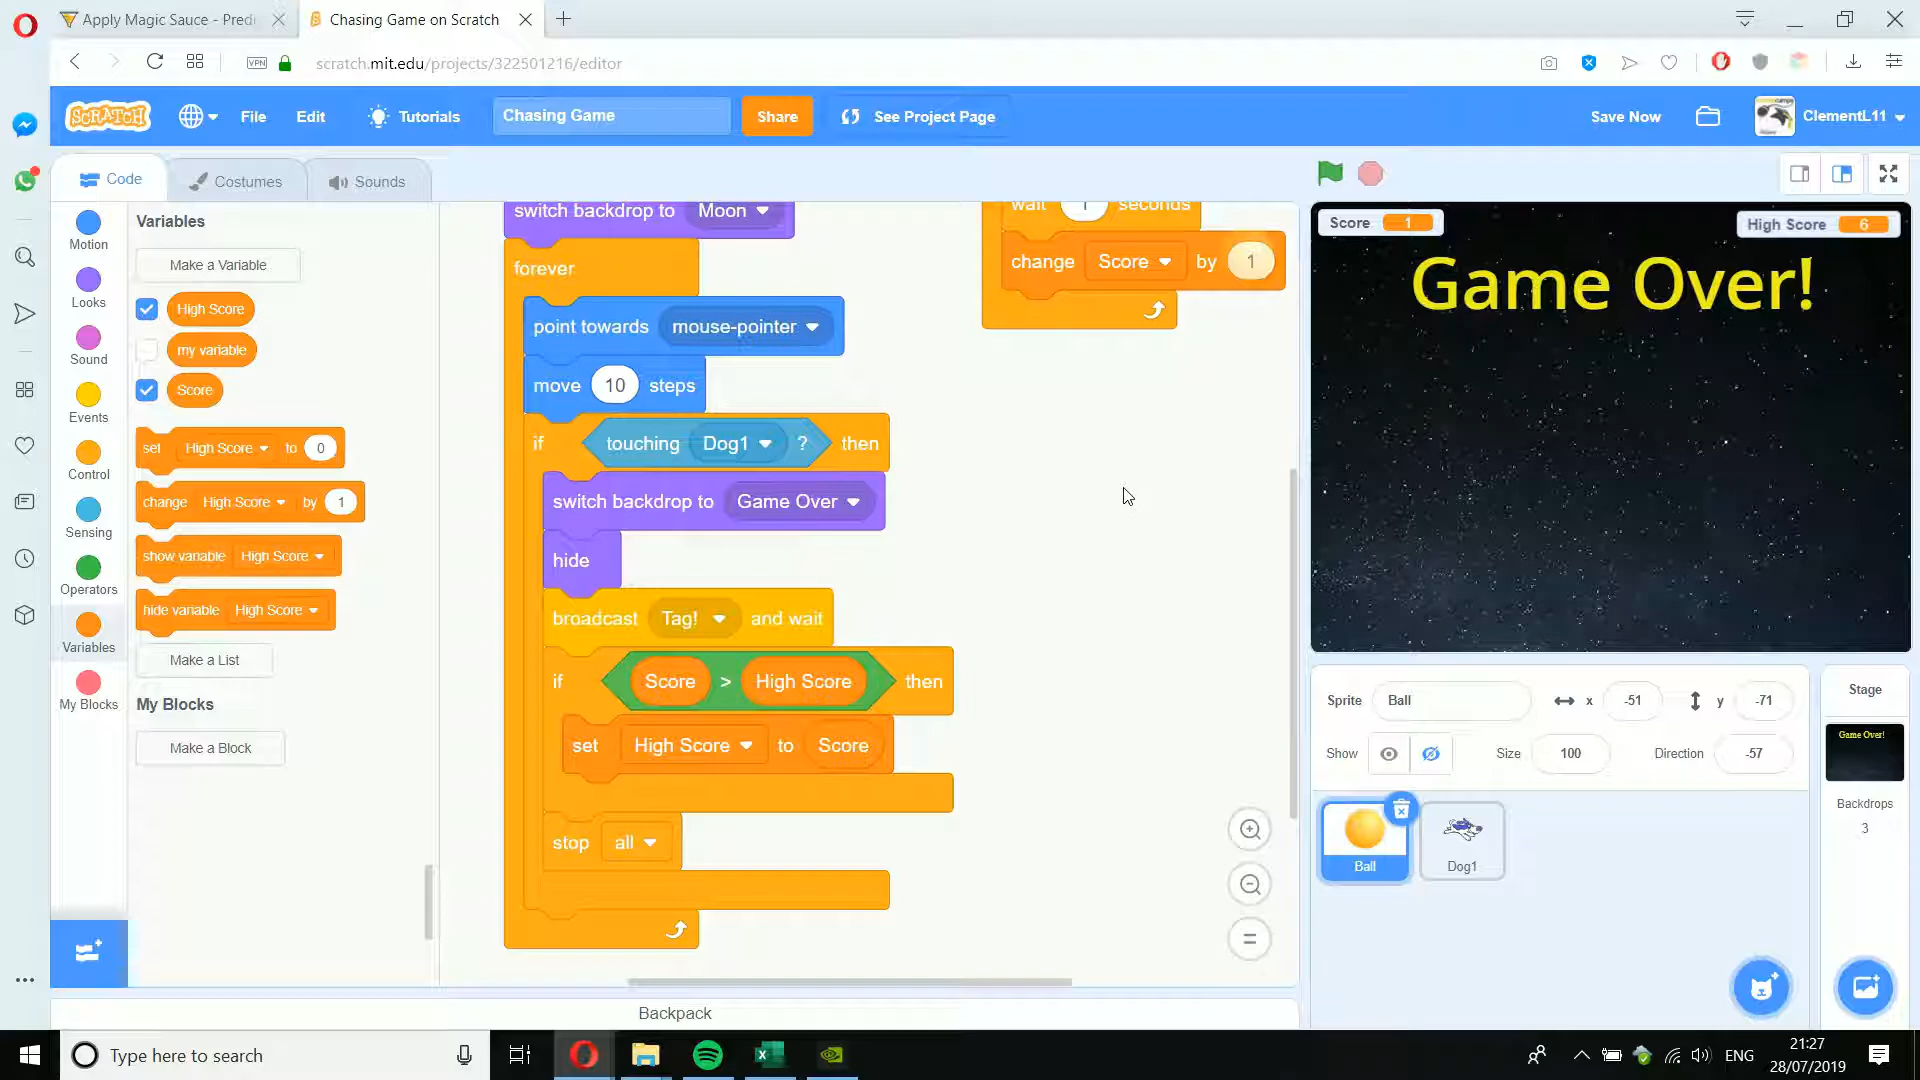 Apply Magic Sauce - Predi
Chasing Game on Scratch
VPN
scratch.mit.edu/projects/322501216/editor
SCRATCH
File
Edit
Tutorials
Chasing Game
Share
See Project Page
Save Now
ClementL11
Code
Costumes
Sounds
Motion
Looks
Sound
Events
Control
Sensing
Operators
Variables
My Blocks
Variables
Make a Variable
High Score
my variable
Score
set High Score to 0
change High Score by 1
show variable High Score
hide variable High Score
Make a List
My Blocks
Make a Block
switch backdrop to Moon
forever
point towards mouse-pointer
move 10 steps
if touching Dog1 ? then
switch backdrop to Game Over
hide
broadcast Tag! and wait
if Score > High Score then
set High Score to Score
stop all
wait 1 seconds
change Score by 1
Backpack
Score 1
High Score 6
Game Over!
Sprite Ball x -51 y -71
Show Size 100 Direction -57
Ball
Dog1
Stage
Game Over!
Backdrops
3
Type here to search
ENG
21:27
28/07/2019